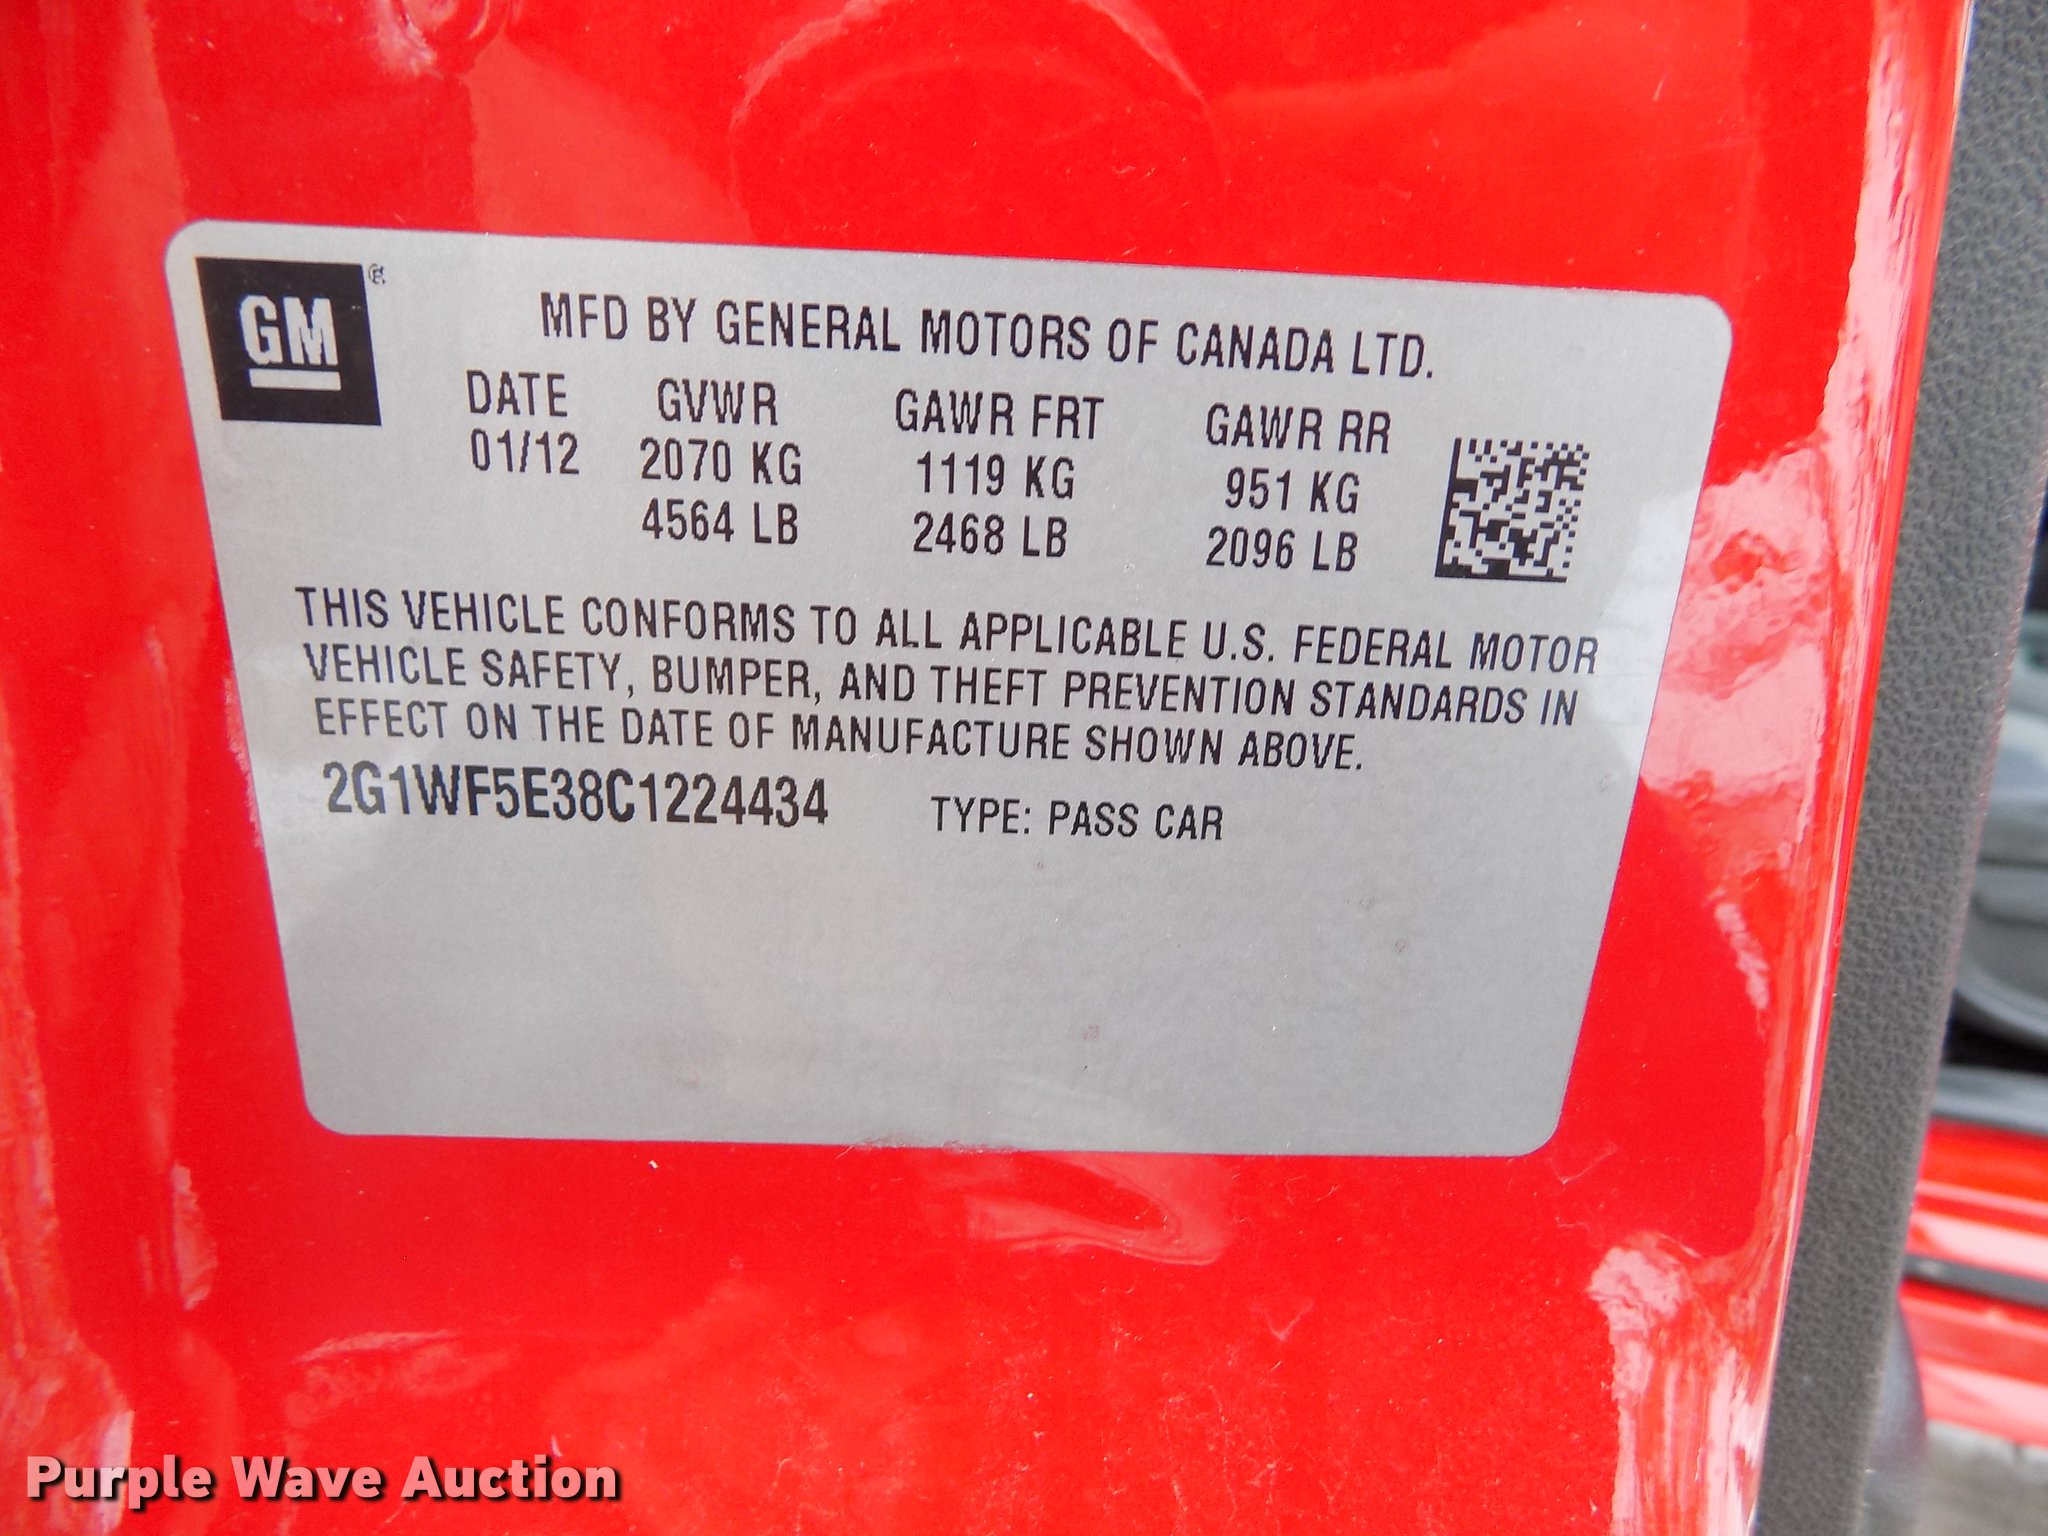 GM ®
MFD BY GENERAL MOTORS OF CANADA LTD.
DATE GVWR GAWR FRT GAWR RR
01/12 2070 KG 1119 KG 951 KG
4564 LB 2468 LB 2096 LB
THIS VEHICLE CONFORMS TO ALL APPLICABLE U.S. FEDERAL MOTOR
VEHICLE SAFETY, BUMPER, AND THEFT PREVENTION STANDARDS IN
EFFECT ON THE DATE OF MANUFACTURE SHOWN ABOVE.
2G1WF5E38C1224434 TYPE: PASS CAR
Purple Wave Auction